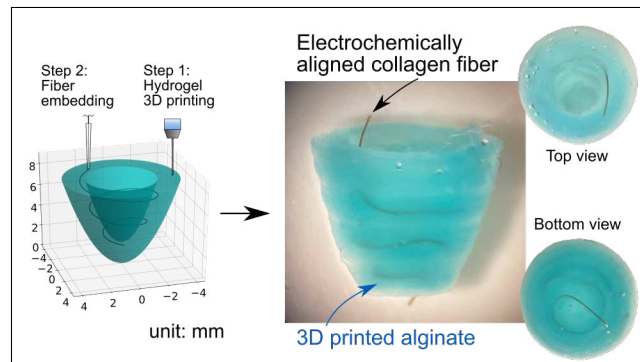 Step 2:
Fiber
embedding
Step 1:
Hydrogel
3D printing
8
6
4
2
0
−4
−2
0
2
4
4
2
0
−2
−4
unit: mm
Electrochemically
aligned collagen fiber
3D printed alginate
Top view
Bottom view